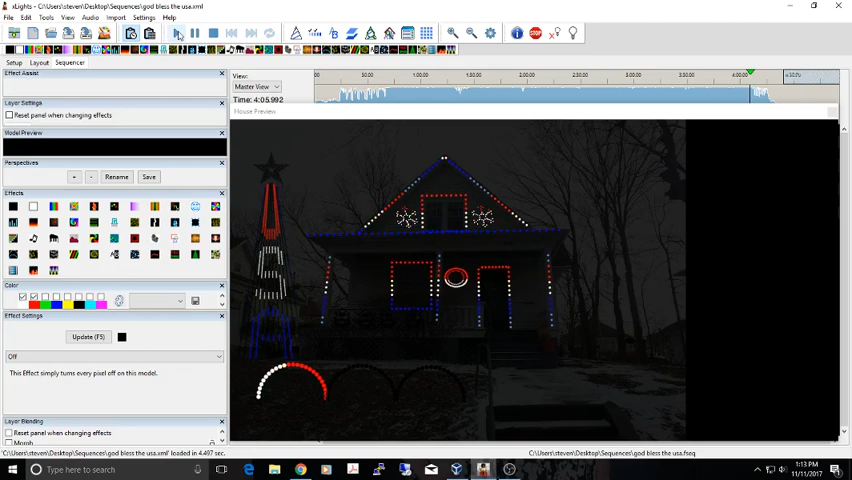 xLights - C:\Users\steven\Desktop\Sequences\god bless the usa.xml
File Edit View Audio Import Settings Tools Help
Setup Layout Sequencer
Effect Assist
Layer Settings
Reset panel when changing effects
Model Preview
Perspectives
+ - Rename Save
Effects
Color
Effect Settings
Update (F5)
Off
This Effect simply turns every pixel off on this model.
Layer Blending
Reset panel when changing effects
Morph
View:
Master View
Time: 4:05.992
House Preview
C:\Users\steven\Desktop\Sequences\god bless the usa.xml loaded in 4.497 sec.
C:\Users\steven\Desktop\Sequences\god bless the usa.fseq
Type here to search
1:13 PM
11/11/2017